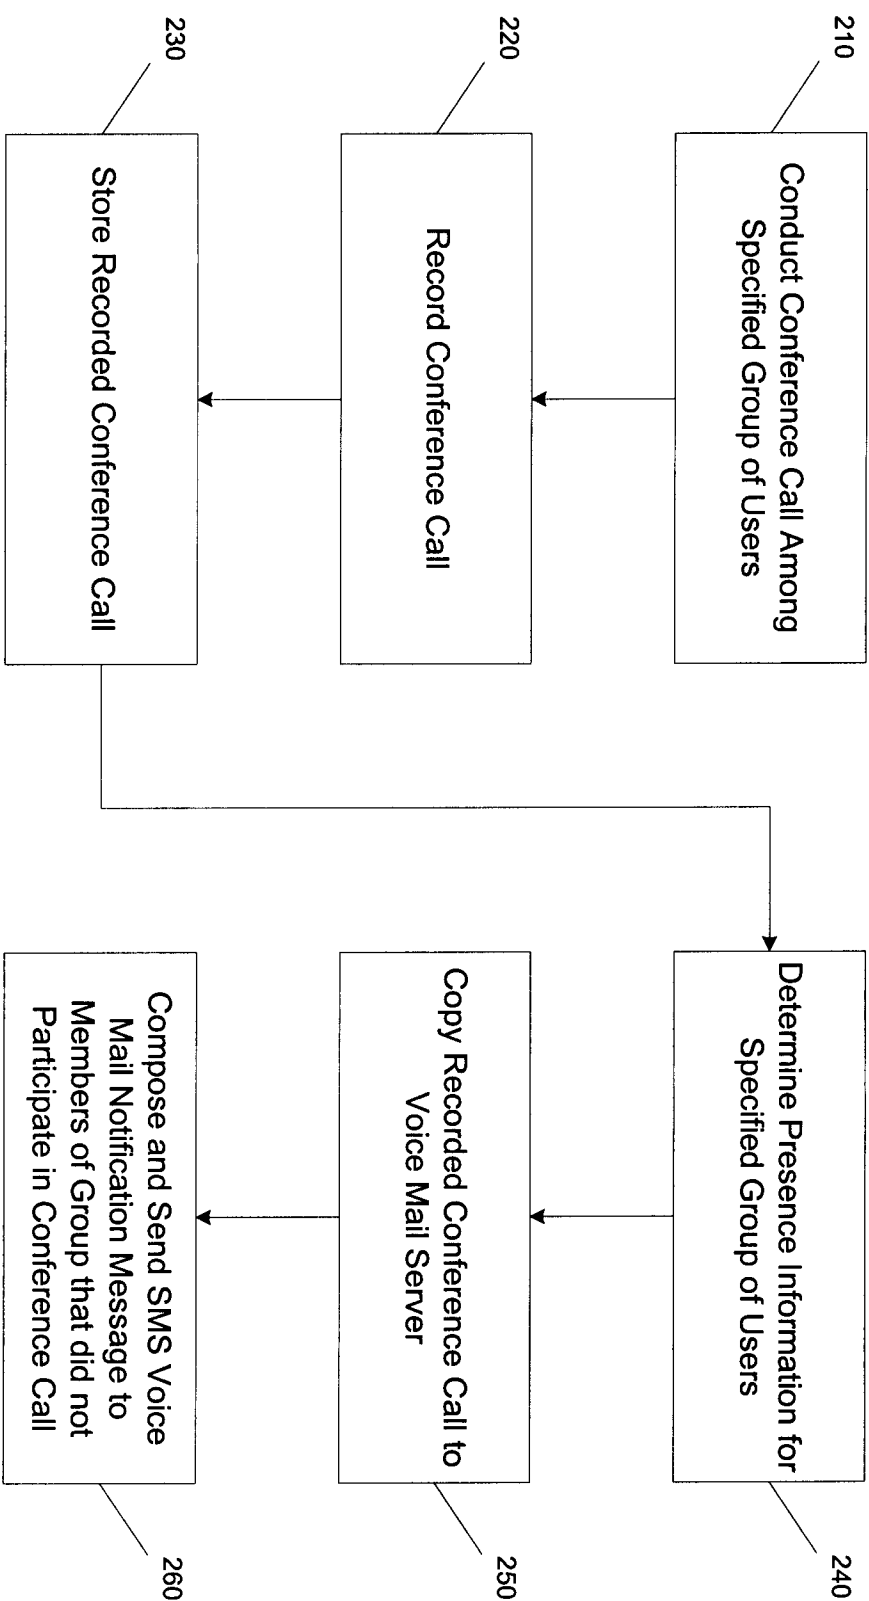 210
Conduct Conference Call Among
Specified Group of Users
220
Record Conference Call
230
Store Recorded Conference Call
Determine Presence Information for
Specified Group of Users
240
Copy Recorded Conference Call to
Voice Mail Server
250
Compose and Send SMS Voice
Mail Notification Message to
Members of Group that did not
Participate in Conference Call
260